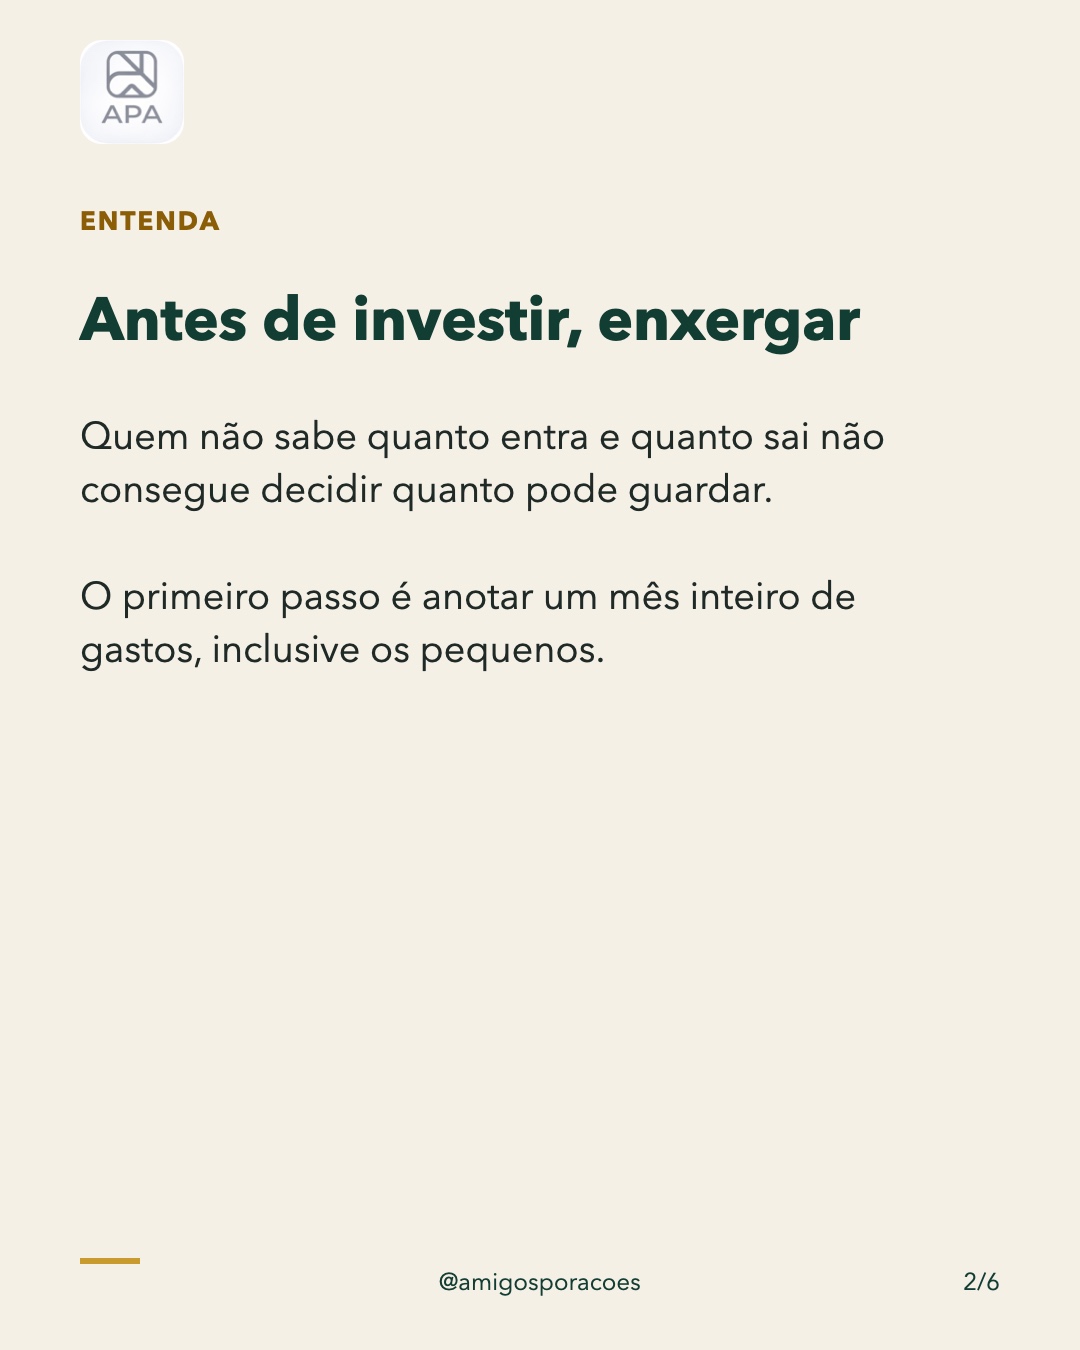 APA
ENTENDA
Antes de investir, enxergar
Quem não sabe quanto entra e quanto sai não
consegue decidir quanto pode guardar.
O primeiro passo é anotar um mês inteiro de
gastos, inclusive os pequenos.
@amigosporacoes
2/6